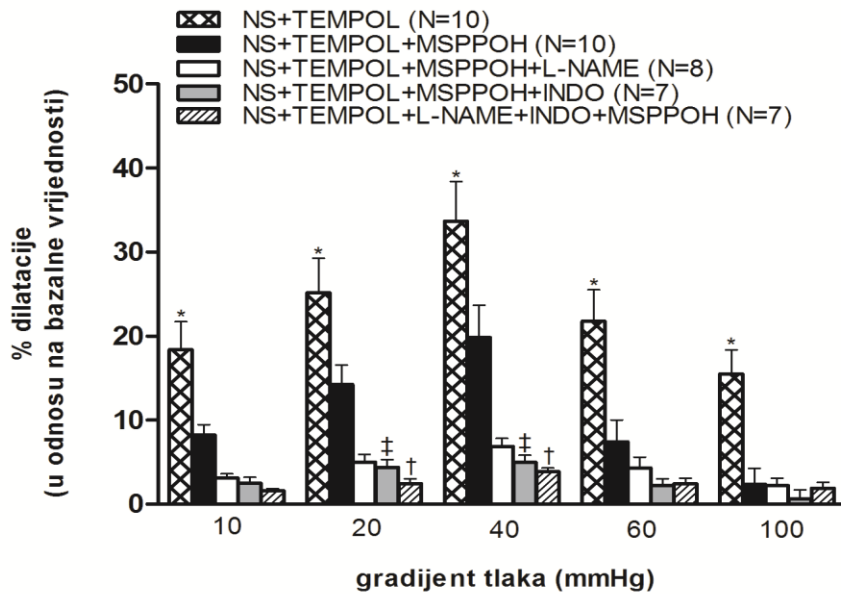 NS+TEMPOL (N=10)
NS+TEMPOL+MSPPOH (N=10)
NS+TEMPOL+MSPPOH+L-NAME (N=8)
NS+TEMPOL+MSPPOH+INDO (N=7)
NS+TEMPOL+L-NAME+INDO+MSPPOH (N=7)
% dilatacije
(u odnosu na bazalne vrijednosti)
50
40
30
20
10
0
*
*
*
*
*
‡
†
‡
†
10 20 40 60 100
gradijent tlaka (mmHg)